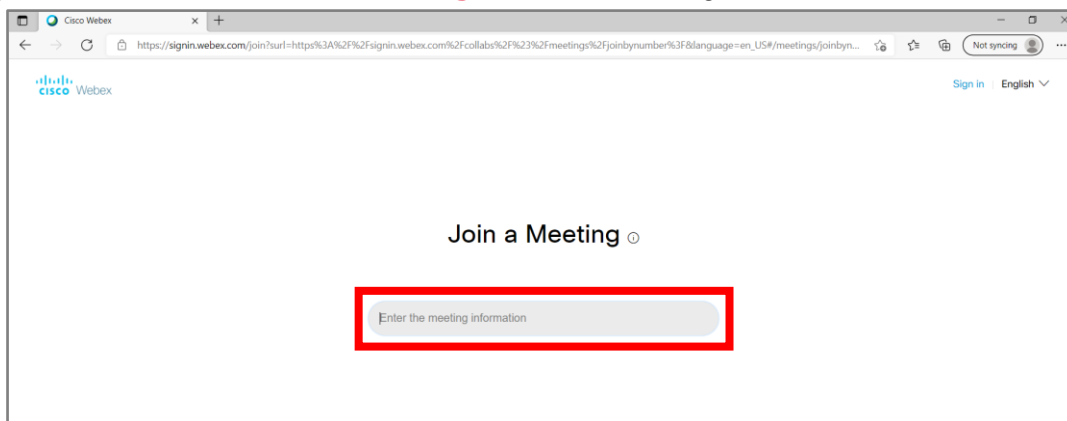 Cisco Webex
https://signin.webex.com/join?surl=https%3A%2F%2Fsignin.webex.com%2Fcollabs%2F%23%2Fmeetings%2Fjoinbynumber%3F&language=en_US#/meetings/joinbyn...
Not syncing
cisco Webex
Sign in English
Join a Meeting
Enter the meeting information